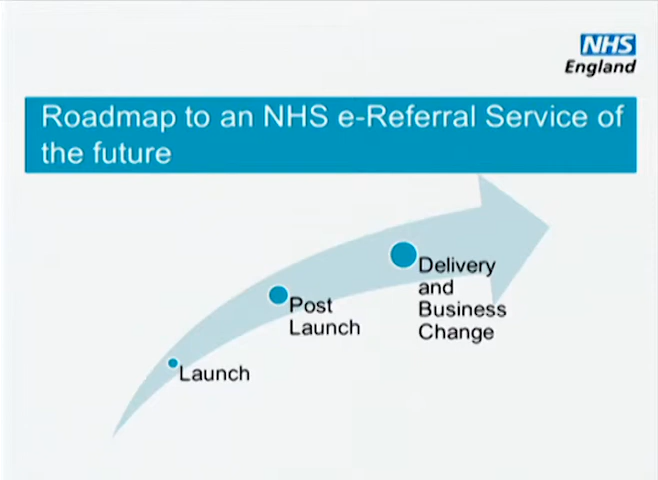 NHS
England
Roadmap to an NHS e-Referral Service of
the future
Delivery
and
Business
Change
Post
Launch
Launch